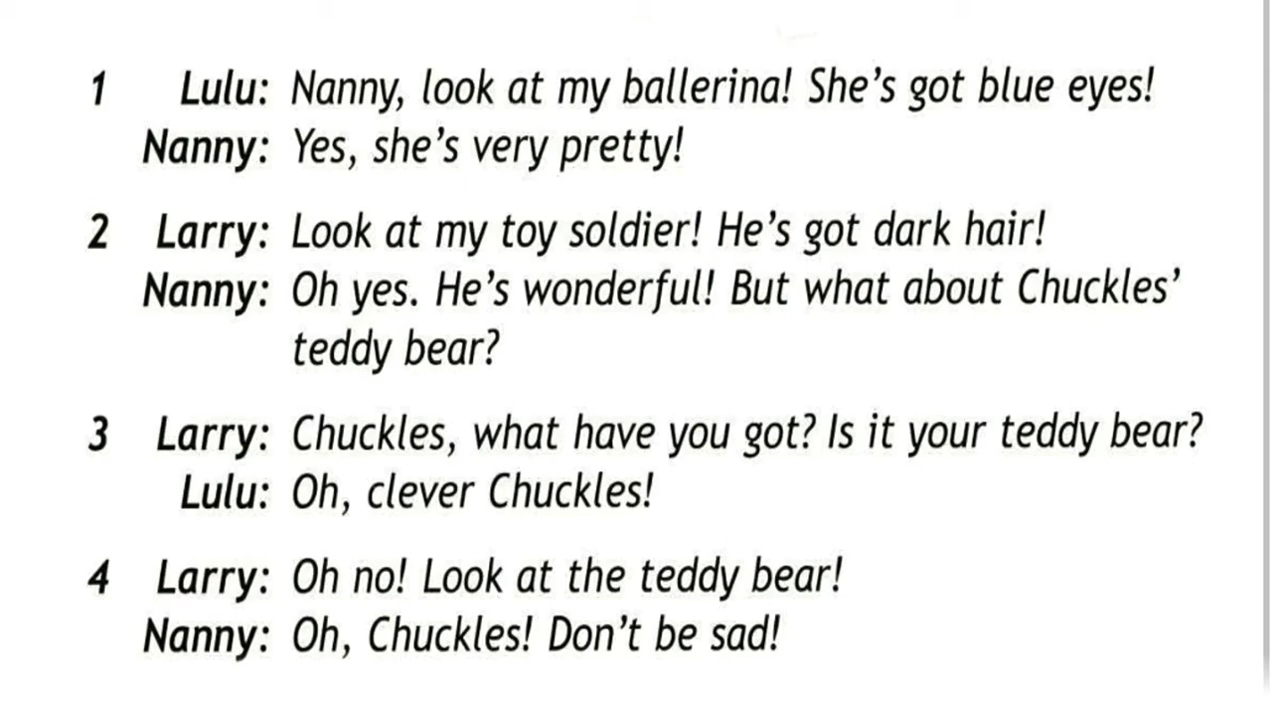 1 Lulu: Nanny, look at my ballerina! She's got blue eyes!
Nanny: Yes, she's very pretty!
2 Larry: Look at my toy soldier! He's got dark hair!
Nanny: Oh yes. He's wonderful! But what about Chuckles'
teddy bear?
3 Larry: Chuckles, what have you got? Is it your teddy bear?
Lulu: Oh, clever Chuckles!
4 Larry: Oh no! Look at the teddy bear!
Nanny: Oh, Chuckles! Don't be sad!